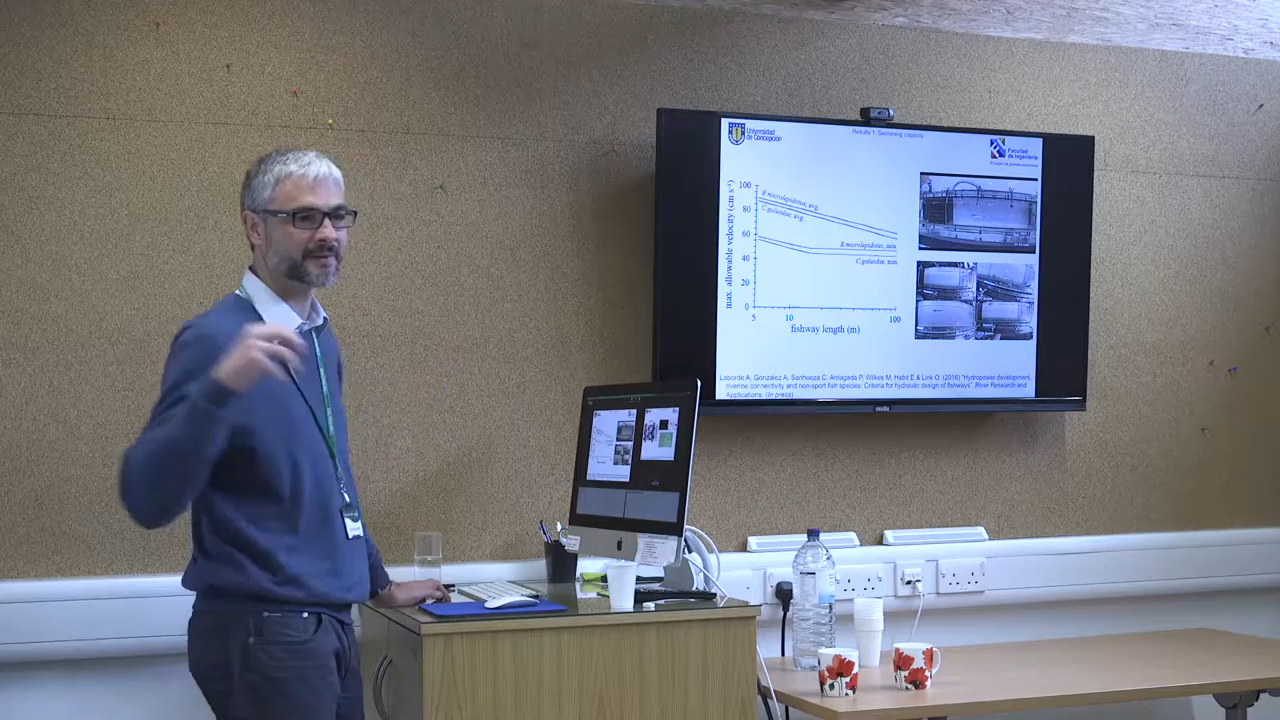 Universidad
de Concepción
Results 1: Swimming capacity
Facultad
de Ingeniería
max. allowable velocity (cm s⁻¹)
100
80
60
40
20
0
B.microlepidotus, avg.
C.galusdae, avg.
B.microlepidotus, min.
C.galusdae, min.
5
10
100
fishway length (m)
Laborde A, González A, Sanhueza C, Arriagada P, Wilkes M, Habit E & Link O. (2016) "Hydropower development,
riverine connectivity and non-sport fish species: Criteria for hydraulic design of fishways", River Research and
Applications. (In press)